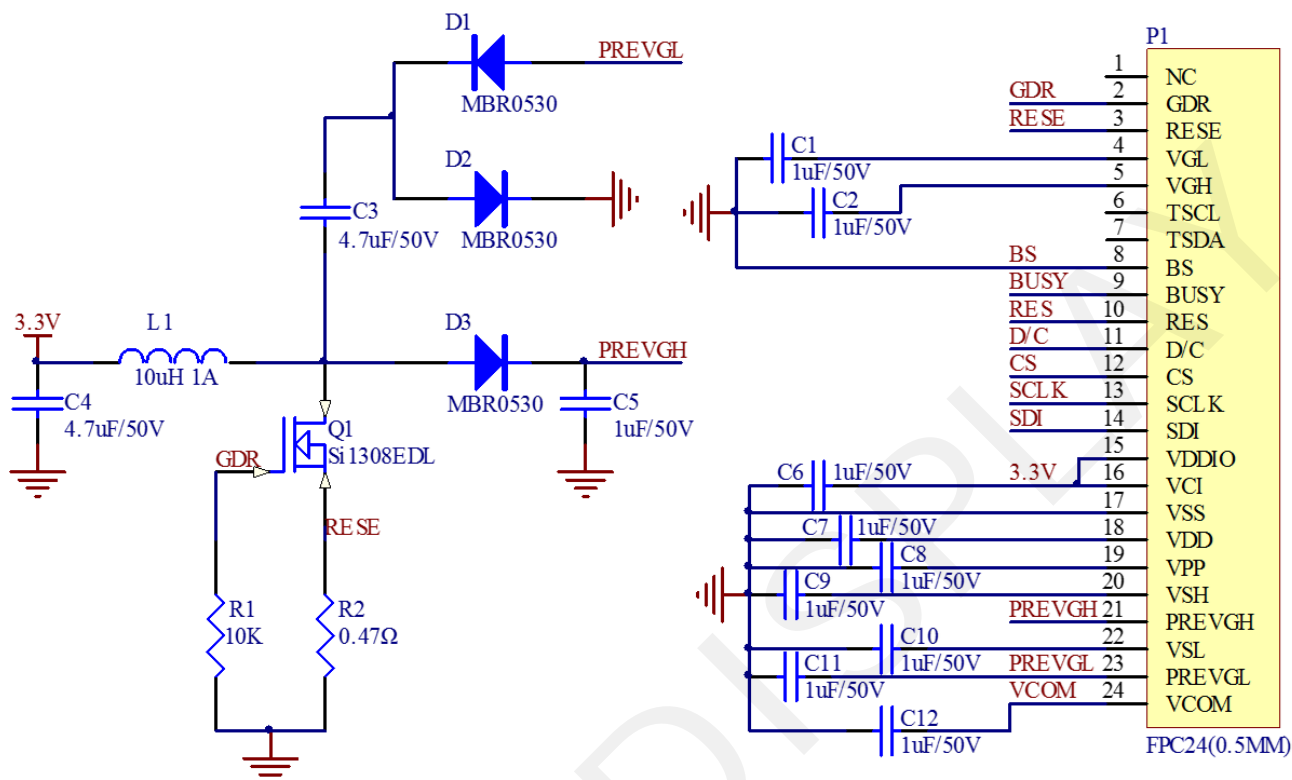 D1
PREVGL
MBR0530
D2
MBR0530
C3
4.7uF/50V
3.3V
L1
10uH 1A
D3
PREVGH
MBR0530
C4
4.7uF/50V
C5
1uF/50V
Q1
Si1308EDL
GDR
RESE
R1
10K
R2
0.47Ω
P1
1 NC
GDR 2 GDR
RESE 3 RESE
C1
1uF/50V
4 VGL
5 VGH
C2
1uF/50V
6 TSCL
7 TSDA
BS 8 BS
BUSY 9 BUSY
RES 10 RES
D/C 11 D/C
CS 12 CS
SCLK 13 SCLK
SDI 14 SDI
15 VDDIO
C6 1uF/50V 3.3V 16 VCI
17 VSS
C7 1uF/50V 18 VDD
C8
1uF/50V
19 VPP
C9
1uF/50V
20 VSH
PREVGH 21 PREVGH
C10
1uF/50V
22 VSL
C11
1uF/50V
PREVGL 23 PREVGL
VCOM 24 VCOM
C12
1uF/50V
FPC24(0.5MM)
DISPLAY